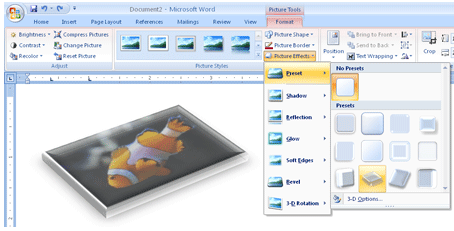 Document2 - Microsoft Word
Picture Tools
Home Insert Page Layout References Mailings Review View Format
Brightness Compress Pictures Picture Shape Bring to Front
Contrast Change Picture Picture Border Position Send to Back Crop
Recolor Reset Picture Picture Effects Text Wrapping
Adjust Picture Styles
Preset
Shadow
Reflection
Glow
Soft Edges
Bevel
3-D Rotation
No Presets
Presets
3-D Options...